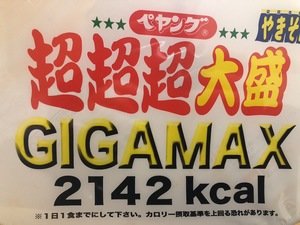 ペヤング
やきそ
超超超大盛
GIGAMAX
2142 kcal
※1日1食までにして下さい。カロリー摂取基準を上回る恐れがあります。